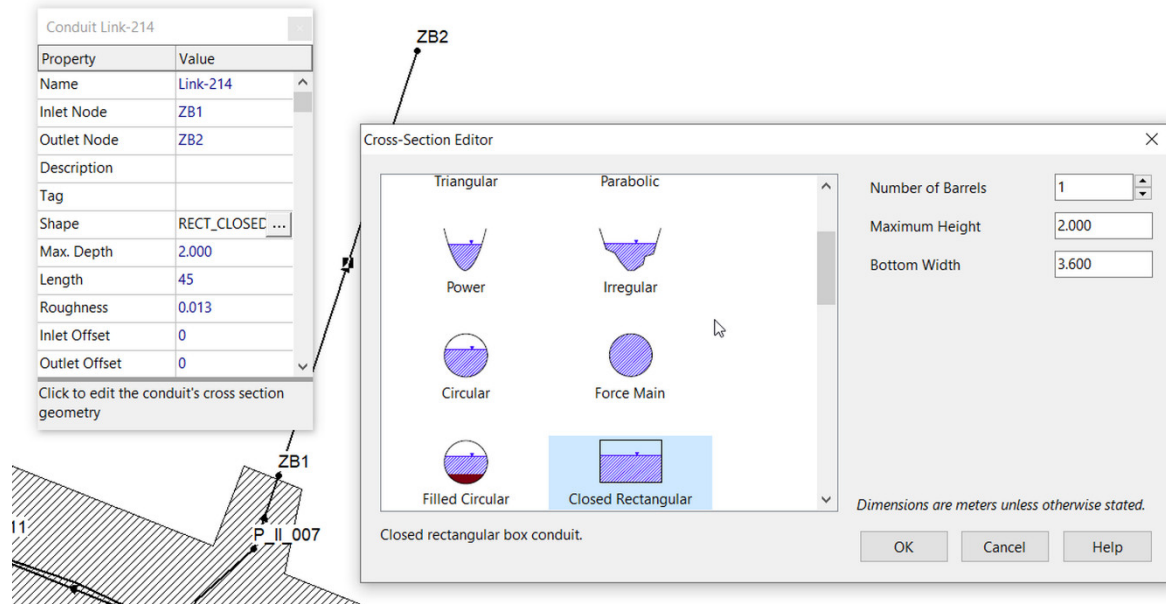 Conduit Link-214
Property Value
Name Link-214
Inlet Node ZB1
Outlet Node ZB2
Description
Tag
Shape RECT_CLOSED ...
Max. Depth 2.000
Length 45
Roughness 0.013
Inlet Offset 0
Outlet Offset 0
Click to edit the conduit's cross section
geometry
ZB2
ZB1
P_II_007
11
Cross-Section Editor
Triangular Parabolic
Power Irregular
Circular Force Main
Filled Circular Closed Rectangular
Closed rectangular box conduit.
Number of Barrels 1
Maximum Height 2.000
Bottom Width 3.600
Dimensions are meters unless otherwise stated.
OK Cancel Help